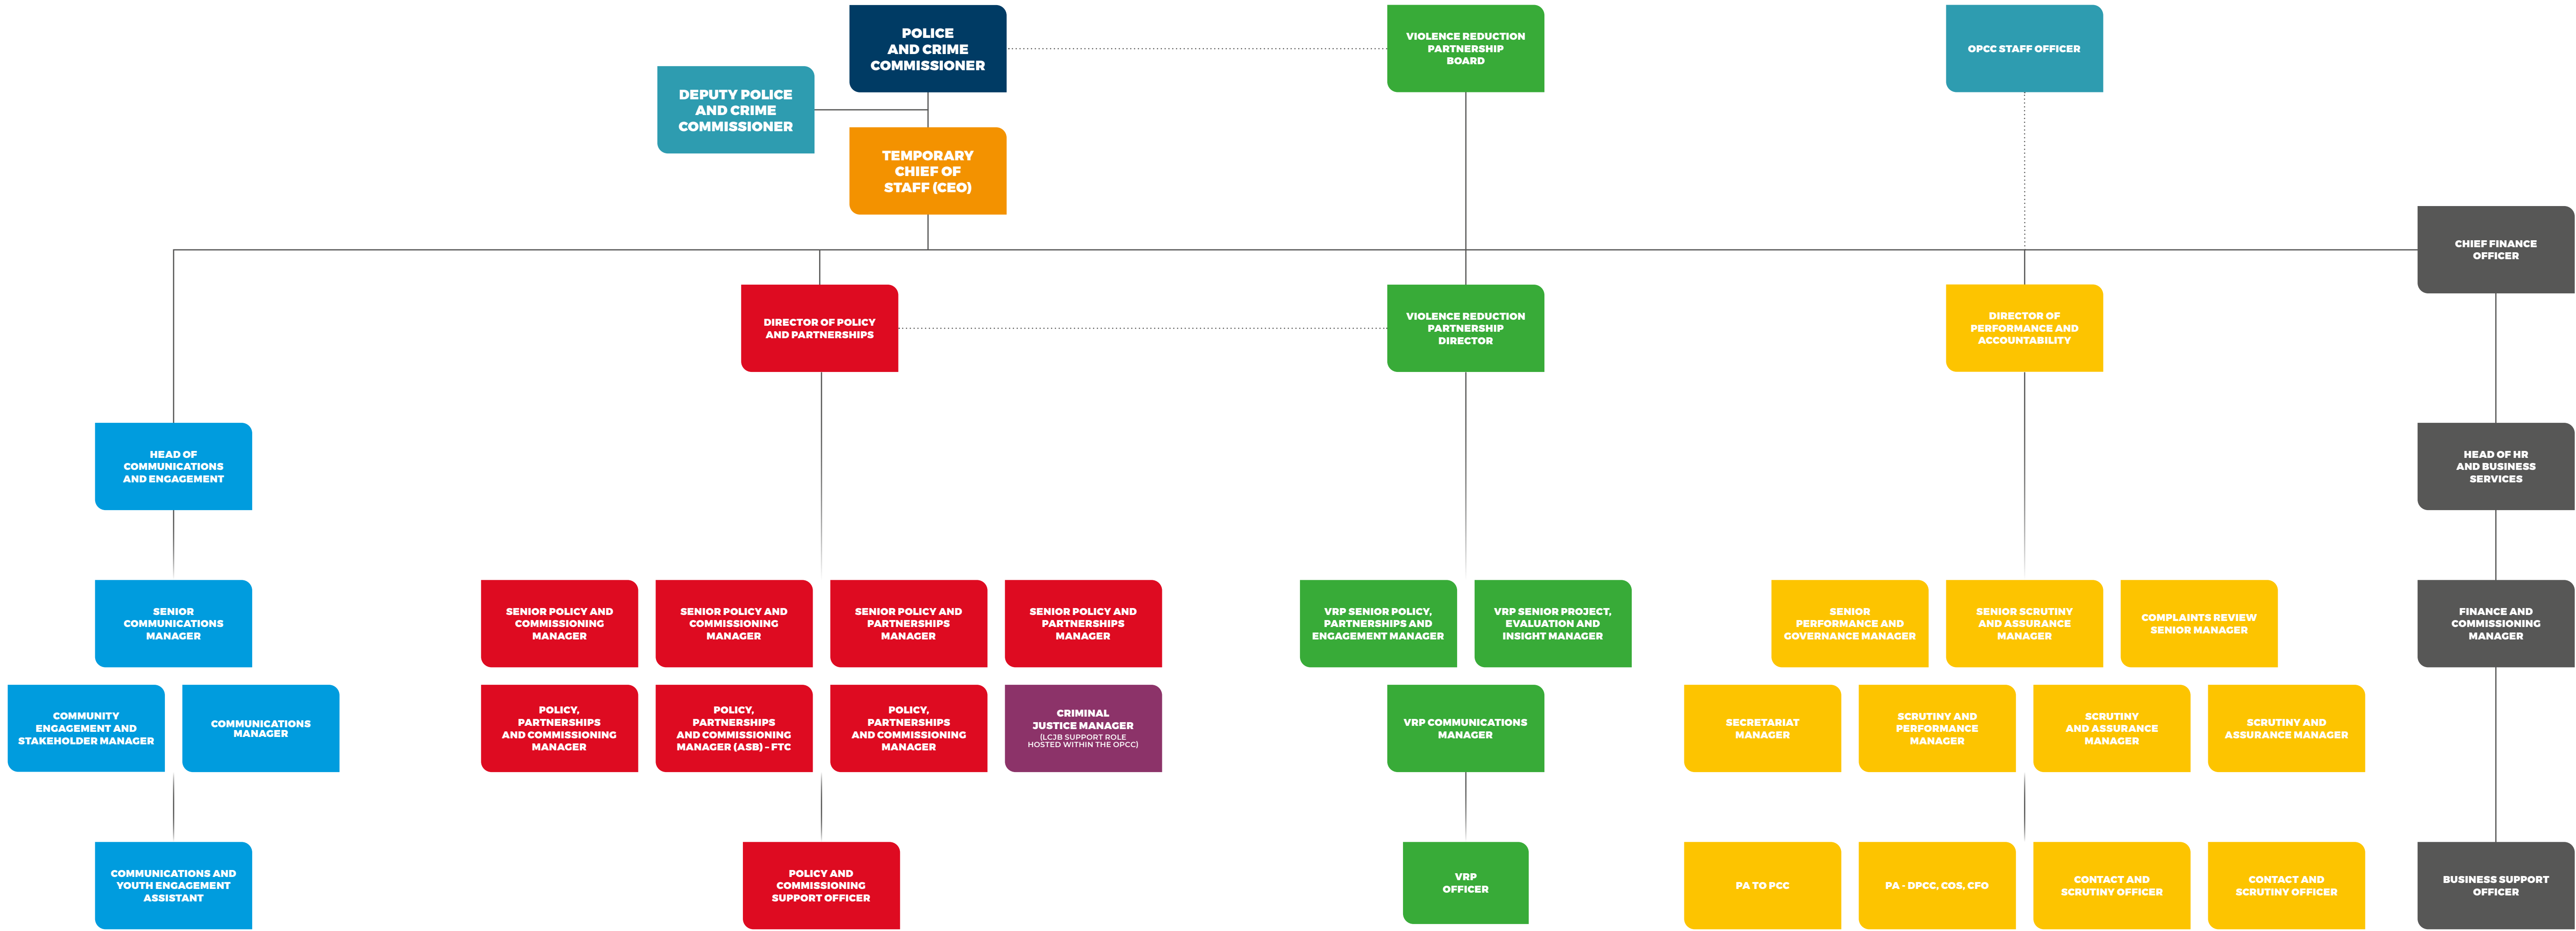 POLICE
AND CRIME
COMMISSIONER
VIOLENCE REDUCTION
PARTNERSHIP
BOARD
OPCC STAFF OFFICER
DEPUTY POLICE
AND CRIME
COMMISSIONER
TEMPORARY
CHIEF OF
STAFF (CEO)
CHIEF FINANCE
OFFICER
DIRECTOR OF POLICY
AND PARTNERSHIPS
VIOLENCE REDUCTION
PARTNERSHIP
DIRECTOR
DIRECTOR OF
PERFORMANCE AND
ACCOUNTABILITY
HEAD OF
COMMUNICATIONS
AND ENGAGEMENT
HEAD OF HR
AND BUSINESS
SERVICES
SENIOR
COMMUNICATIONS
MANAGER
SENIOR POLICY AND
COMMISSIONING
MANAGER
SENIOR POLICY AND
COMMISSIONING
MANAGER
SENIOR POLICY AND
PARTNERSHIPS
MANAGER
SENIOR POLICY AND
PARTNERSHIPS
MANAGER
VRP SENIOR POLICY,
PARTNERSHIPS AND
ENGAGEMENT MANAGER
VRP SENIOR PROJECT,
EVALUATION AND
INSIGHT MANAGER
SENIOR
PERFORMANCE AND
GOVERNANCE MANAGER
SENIOR SCRUTINY
AND ASSURANCE
MANAGER
COMPLAINTS REVIEW
SENIOR MANAGER
FINANCE AND
COMMISSIONING
MANAGER
COMMUNITY
ENGAGEMENT AND
STAKEHOLDER MANAGER
COMMUNICATIONS
MANAGER
POLICY,
PARTNERSHIPS
AND COMMISSIONING
MANAGER
POLICY,
PARTNERSHIPS
AND COMMISSIONING
MANAGER (ASB) – FTC
POLICY,
PARTNERSHIPS
AND COMMISSIONING
MANAGER
CRIMINAL
JUSTICE MANAGER
(LCJB SUPPORT ROLE
HOSTED WITHIN THE OPCC)
VRP COMMUNICATIONS
MANAGER
SECRETARIAT
MANAGER
SCRUTINY AND
PERFORMANCE
MANAGER
SCRUTINY
AND ASSURANCE
MANAGER
SCRUTINY AND
ASSURANCE MANAGER
COMMUNICATIONS AND
YOUTH ENGAGEMENT
ASSISTANT
POLICY AND
COMMISSIONING
SUPPORT OFFICER
VRP
OFFICER
PA TO PCC
PA - DPCC, COS, CFO
CONTACT AND
SCRUTINY OFFICER
CONTACT AND
SCRUTINY OFFICER
BUSINESS SUPPORT
OFFICER